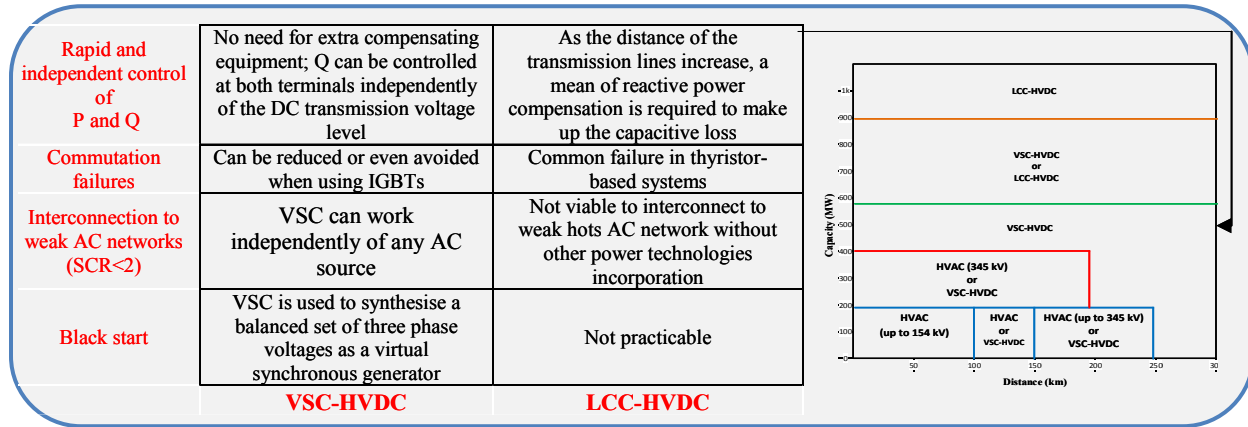 Rapid and
independent control
of
P and Q
No need for extra compensating
equipment; Q can be controlled
at both terminals independently
of the DC transmission voltage
level
As the distance of the
transmission lines increase, a
mean of reactive power
compensation is required to make
up the capacitive loss
Commutation
failures
Can be reduced or even avoided
when using IGBTs
Common failure in thyristor-
based systems
Interconnection to
weak AC networks
(SCR<2)
VSC can work
independently of any AC
source
Not viable to interconnect to
weak hots AC network without
other power technologies
incorporation
Black start
VSC is used to synthesise a
balanced set of three phase
voltages as a virtual
synchronous generator
Not practicable
VSC-HVDC
LCC-HVDC
Capacity (MW)
1k
900
800
700
600
500
400
300
200
100
0
LCC-HVDC
VSC-HVDC
or
LCC-HVDC
VSC-HVDC
HVAC (345 kV)
or
VSC-HVDC
HVAC
(up to 154 kV)
HVAC
or
VSC-HVDC
HVAC (up to 345 kV)
or
VSC-HVDC
50
100
150
200
250
30
Distance (km)